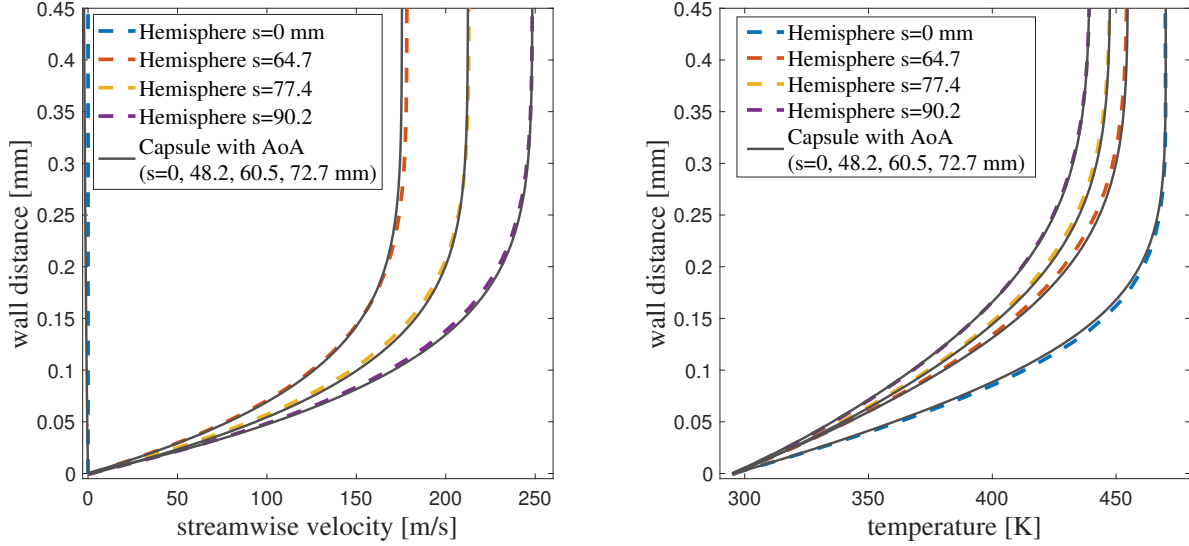 0.45
0.4
0.35
0.3
0.25
0.2
0.15
0.1
0.05
0
wall distance [mm]
Hemisphere s=0 mm
Hemisphere s=64.7
Hemisphere s=77.4
Hemisphere s=90.2
Capsule with AoA
(s=0, 48.2, 60.5, 72.7 mm)
0 50 100 150 200 250
streamwise velocity [m/s]
0.45
0.4
0.35
0.3
0.25
0.2
0.15
0.1
0.05
0
wall distance [mm]
Hemisphere s=0 mm
Hemisphere s=64.7
Hemisphere s=77.4
Hemisphere s=90.2
Capsule with AoA
(s=0, 48.2, 60.5, 72.7 mm)
300 350 400 450
temperature [K]